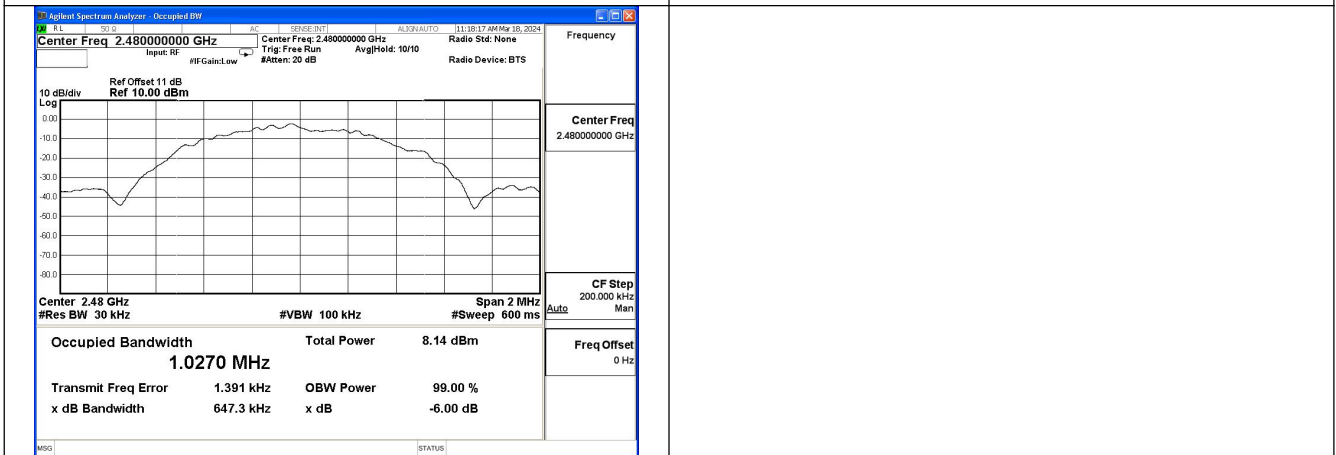 Agilent Spectrum Analyzer - Occupied BW
RL 50 Ω AC SENSE:INT ALIGN AUTO 11:18:17 AM Mar 18, 2024
Center Freq 2.480000000 GHz Center Freq: 2.480000000 GHz Radio Std: None Frequency
Input: RF Trig: Free Run Avg|Hold: 10/10
#IFGain:Low #Atten: 20 dB Radio Device: BTS
Ref Offset 11 dB
10 dB/div Ref 10.00 dBm
Log
0.00
-10.0
-20.0
-30.0
-40.0
-50.0
-60.0
-70.0
-80.0
Center Freq
2.480000000 GHz
Center 2.48 GHz Span 2 MHz
#Res BW 30 kHz #VBW 100 kHz #Sweep 600 ms
CF Step
200.000 kHz
Auto Man
Occupied Bandwidth Total Power 8.14 dBm
1.0270 MHz
Transmit Freq Error 1.391 kHz OBW Power 99.00 %
x dB Bandwidth 647.3 kHz x dB -6.00 dB
Freq Offset
0 Hz
MSG STATUS